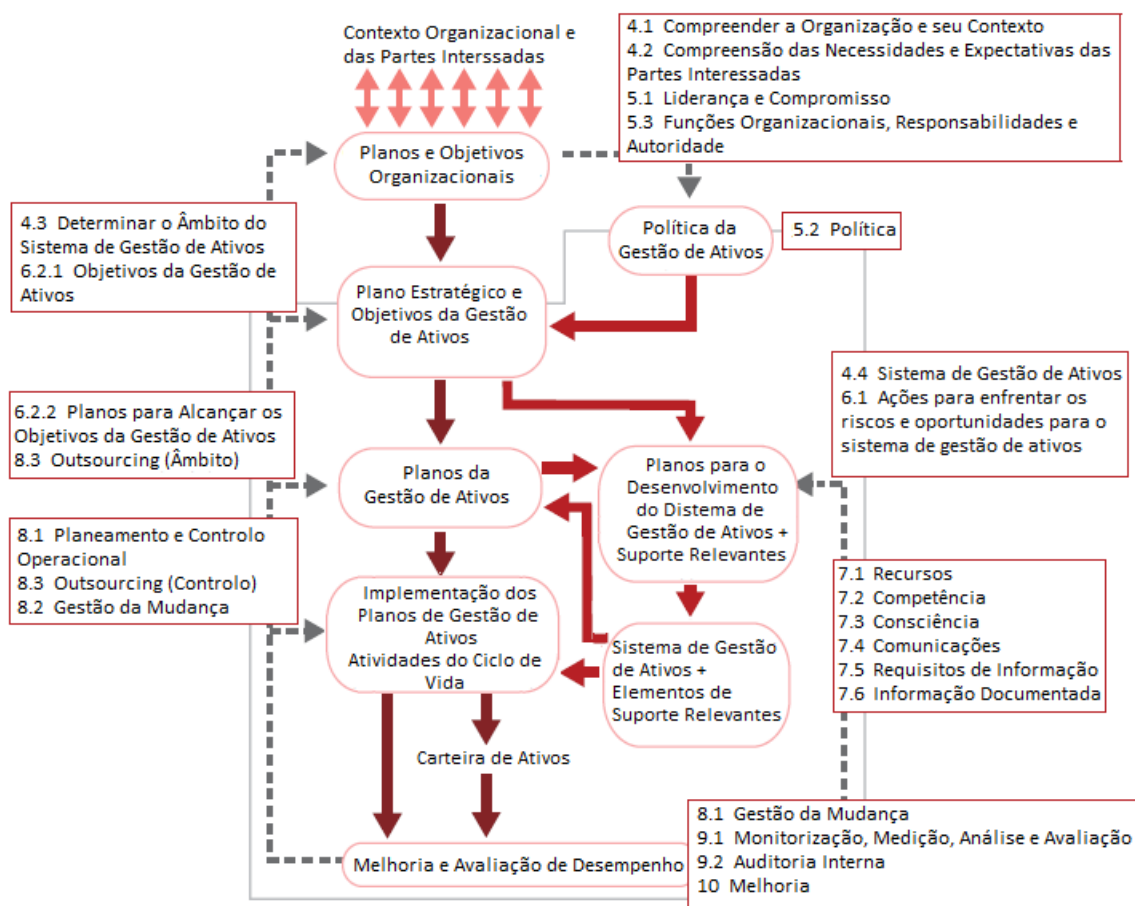 Contexto Organizacional e
das Partes Interssadas
4.1 Compreender a Organização e seu Contexto
4.2 Compreensão das Necessidades e Expectativas das
Partes Interessadas
5.1 Liderança e Compromisso
5.3 Funções Organizacionais, Responsabilidades e
Autoridade
Planos e Objetivos
Organizacionais
4.3 Determinar o Âmbito do
Sistema de Gestão de Ativos
6.2.1 Objetivos da Gestão de
Ativos
Política da
Gestão de Ativos
5.2 Política
Plano Estratégico e
Objetivos da Gestão
de Ativos
4.4 Sistema de Gestão de Ativos
6.1 Ações para enfrentar os
riscos e oportunidades para o
sistema de gestão de ativos
6.2.2 Planos para Alcançar os
Objetivos da Gestão de Ativos
8.3 Outsourcing (Âmbito)
Planos da
Gestão de Ativos
Planos para o
Desenvolvimento
do Distema de
Gestão de Ativos +
Suporte Relevantes
8.1 Planeamento e Controlo
Operacional
8.3 Outsourcing (Controlo)
8.2 Gestão da Mudança
7.1 Recursos
7.2 Competência
7.3 Consciência
7.4 Comunicações
7.5 Requisitos de Informação
7.6 Informação Documentada
Implementação dos
Planos de Gestão de
Ativos
Atividades do Ciclo de
Vida
Sistema de Gestão
de Ativos +
Elementos de
Suporte Relevantes
Carteira de Ativos
Melhoria e Avaliação de Desempenho
8.1 Gestão da Mudança
9.1 Monitorização, Medição, Análise e Avaliação
9.2 Auditoria Interna
10 Melhoria